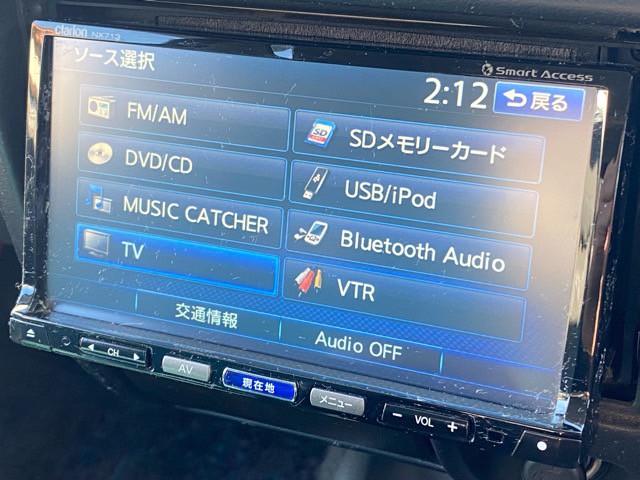 clarion NX713
Smart Access
ソース選択
2:12
戻る
FM/AM
SDメモリーカード
DVD/CD
USB/iPod
MUSIC CATCHER
Bluetooth Audio
TV
VTR
交通情報
Audio OFF
CH
AV
現在地
メニュー
− VOL +